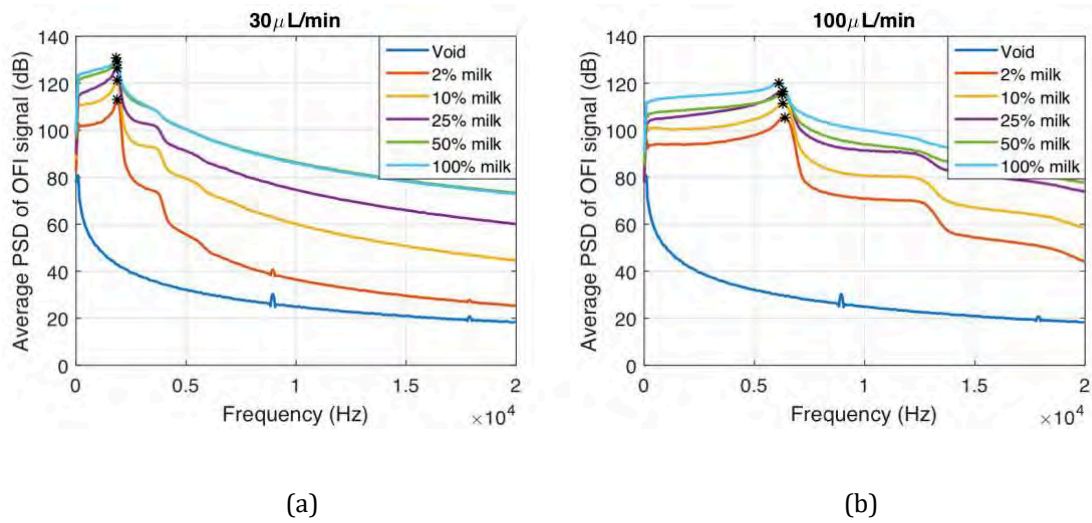 30μL/min
Average PSD of OFI signal (dB)
140
120
100
80
60
40
20
0
Void
2% milk
10% milk
25% milk
50% milk
100% milk
0
0.5
1
1.5
2
×10⁴
Frequency (Hz)
(a)
100μL/min
Average PSD of OFI signal (dB)
140
120
100
80
60
40
20
0
Void
2% milk
10% milk
25% milk
50% milk
100% milk
0
0.5
1
1.5
2
×10⁴
Frequency (Hz)
(b)